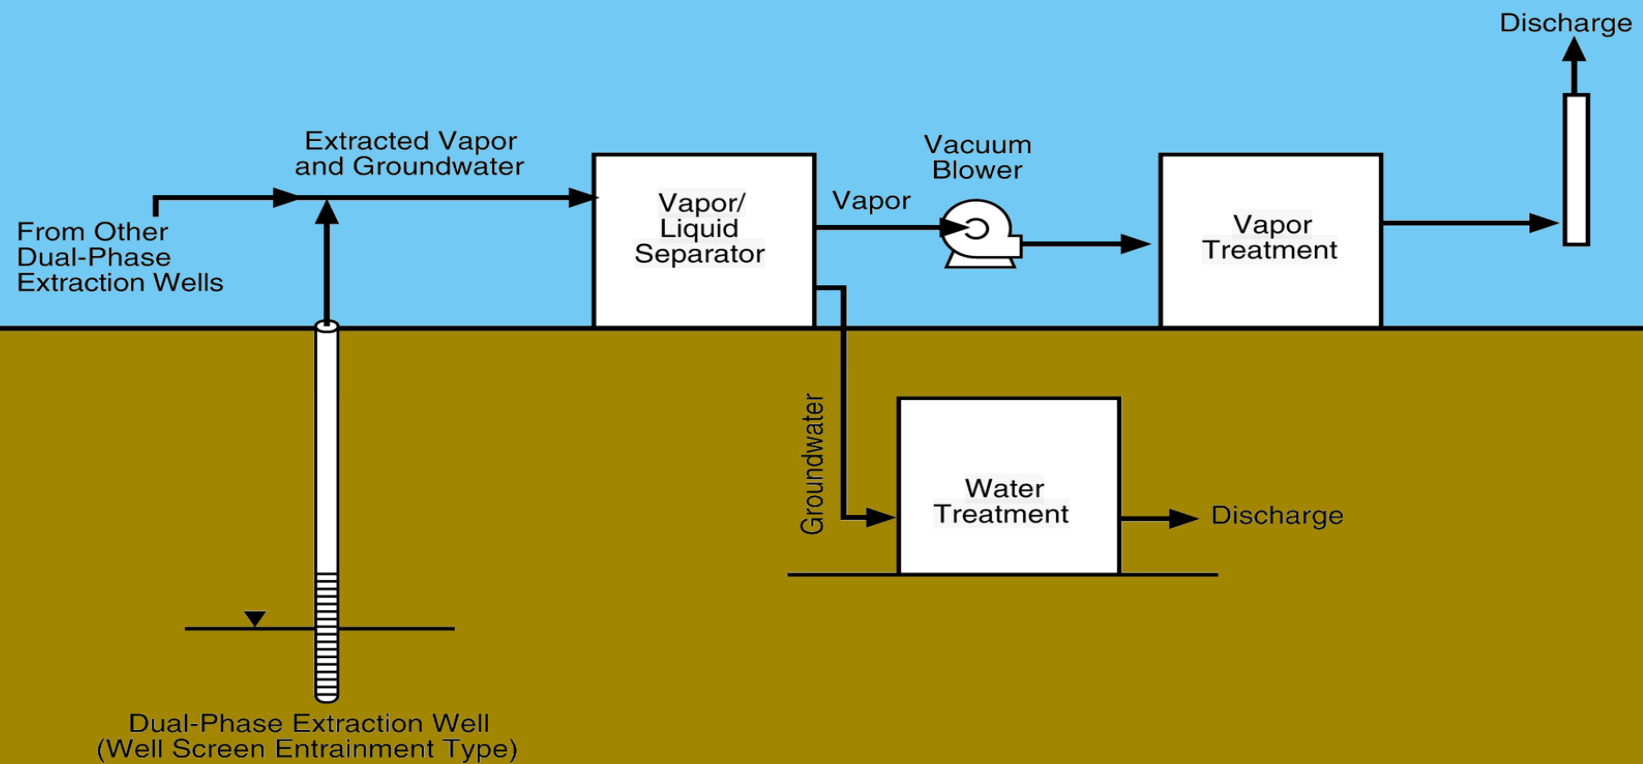 Discharge
Extracted Vapor
and Groundwater
From Other
Dual-Phase
Extraction Wells
Vapor/
Liquid
Separator
Vapor
Vacuum
Blower
Vapor
Treatment
Groundwater
Water
Treatment
Discharge
Dual-Phase Extraction Well
(Well Screen Entrainment Type)